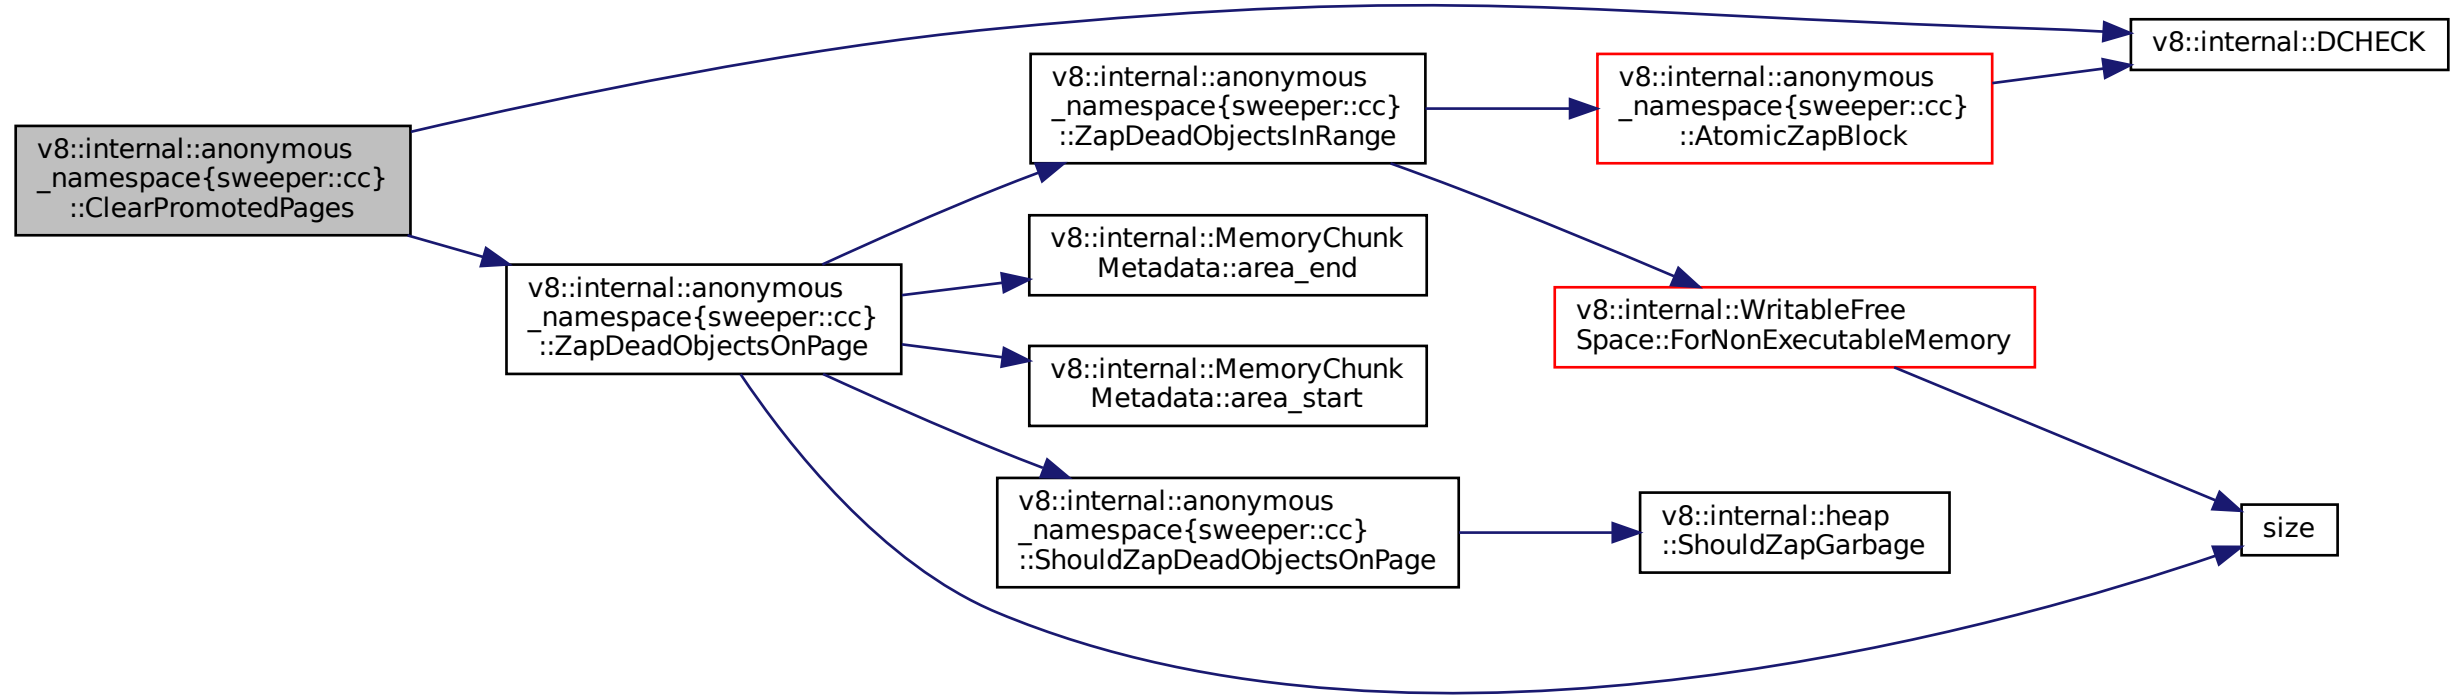 v8::internal::anonymous
_namespace{sweeper::cc}
::ClearPromotedPages
v8::internal::DCHECK
v8::internal::anonymous
_namespace{sweeper::cc}
::ZapDeadObjectsOnPage
v8::internal::anonymous
_namespace{sweeper::cc}
::ZapDeadObjectsInRange
v8::internal::anonymous
_namespace{sweeper::cc}
::AtomicZapBlock
v8::internal::WritableFree
Space::ForNonExecutableMemory
size
v8::internal::MemoryChunk
Metadata::area_end
v8::internal::MemoryChunk
Metadata::area_start
v8::internal::anonymous
_namespace{sweeper::cc}
::ShouldZapDeadObjectsOnPage
v8::internal::heap
::ShouldZapGarbage